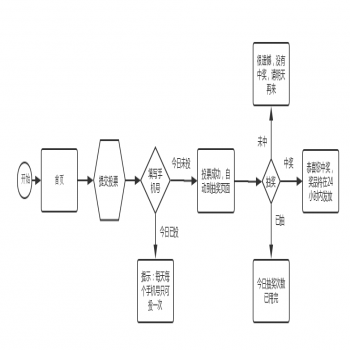 很遗憾，没有
中奖，请明天
再来
未中
今日未投
中奖
开始
首页
提交投票
填写手
机号
投票成功，自
动到抽奖页面
抽奖
恭喜您中奖，
奖品将在24
小时内发放
今日已投
已抽
提示：每天每
个手机号只可
投一次
今日抽奖次数
已用完